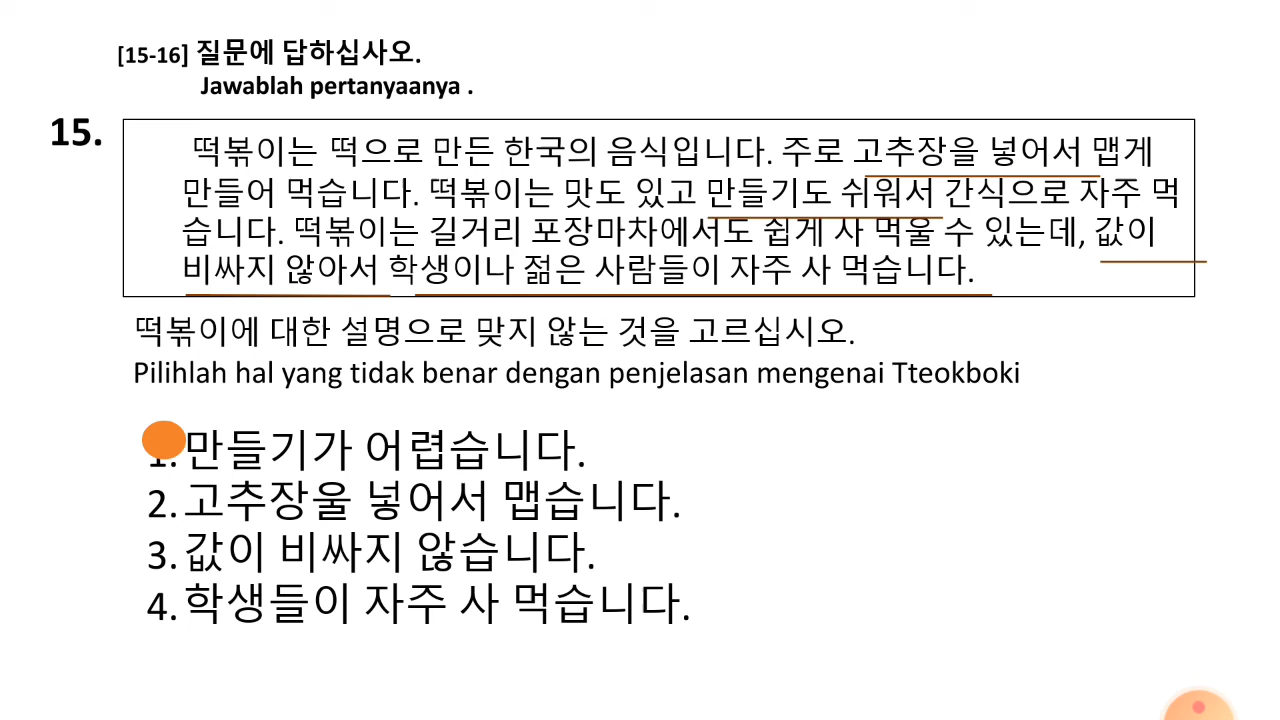 [15-16] 질문에 답하십사오.
Jawablah pertanyaanya .
15.
떡볶이는 떡으로 만든 한국의 음식입니다. 주로 고추장을 넣어서 맵게
만들어 먹습니다. 떡볶이는 맛도 있고 만들기도 쉬워서 간식으로 자주 먹
습니다. 떡볶이는 길거리 포장마차에서도 쉽게 사 먹울 수 있는데, 값이
비싸지 않아서 학생이나 젊은 사람들이 자주 사 먹습니다.
떡볶이에 대한 설명으로 맞지 않는 것을 고르십시오.
Pilihlah hal yang tidak benar dengan penjelasan mengenai Tteokboki
1. 만들기가 어렵습니다.
2. 고추장울 넣어서 맵습니다.
3. 값이 비싸지 않습니다.
4. 학생들이 자주 사 먹습니다.